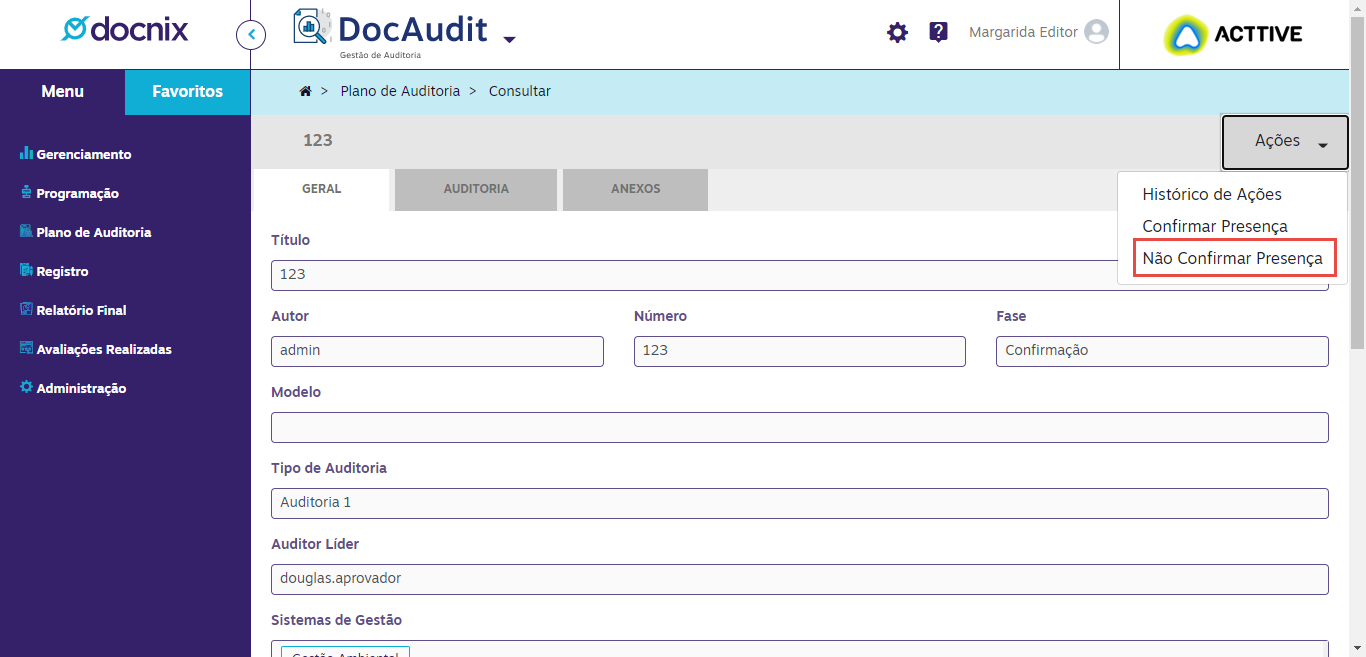 docnix
DocAudit
Gestão de Auditoria
Margarida Editor
ACTTIVE
Menu
Favoritos
> Plano de Auditoria > Consultar
Gerenciamento
Programação
Plano de Auditoria
Registro
Relatório Final
Avaliações Realizadas
Administração
123
Ações
Histórico de Ações
Confirmar Presença
Não Confirmar Presença
GERAL
AUDITORIA
ANEXOS
Título
123
Autor
Número
Fase
admin
123
Confirmação
Modelo
Tipo de Auditoria
Auditoria 1
Auditor Líder
douglas.aprovador
Sistemas de Gestão
Gestão Ambiental